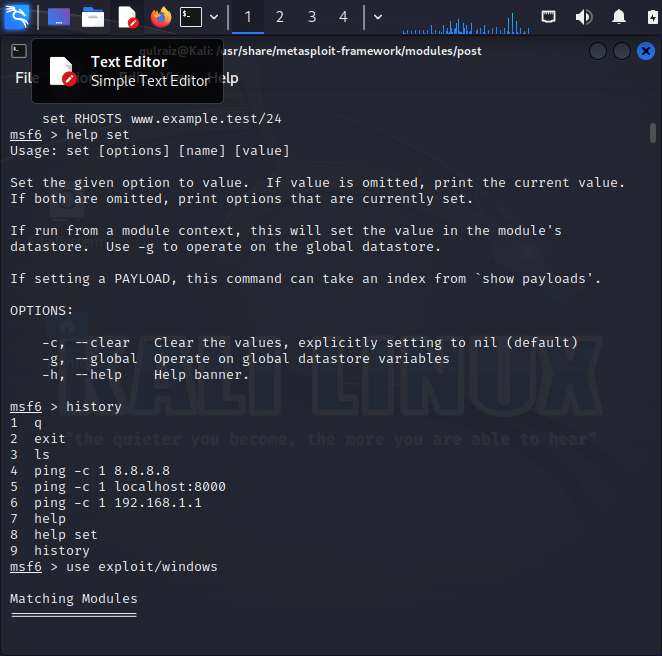 1 2 3 4
gulraiz@Kali: /usr/share/metasploit-framework/modules/post
Text Editor
Simple Text Editor
Help
set RHOSTS www.example.test/24
msf6 > help set
Usage: set [options] [name] [value]
Set the given option to value.  If value is omitted, print the current value.
If both are omitted, print options that are currently set.
If run from a module context, this will set the value in the module's
datastore.  Use -g to operate on the global datastore.
If setting a PAYLOAD, this command can take an index from `show payloads'.
OPTIONS:
-c, --clear   Clear the values, explicitly setting to nil (default)
-g, --global  Operate on global datastore variables
-h, --help    Help banner.
msf6 > history
1  q
2  exit
3  ls
4  ping -c 1 8.8.8.8
5  ping -c 1 localhost:8000
6  ping -c 1 192.168.1.1
7  help
8  help set
9  history
msf6 > use exploit/windows
Matching Modules
================
KALI LINUX
"the quieter you become, the more you are able to hear"